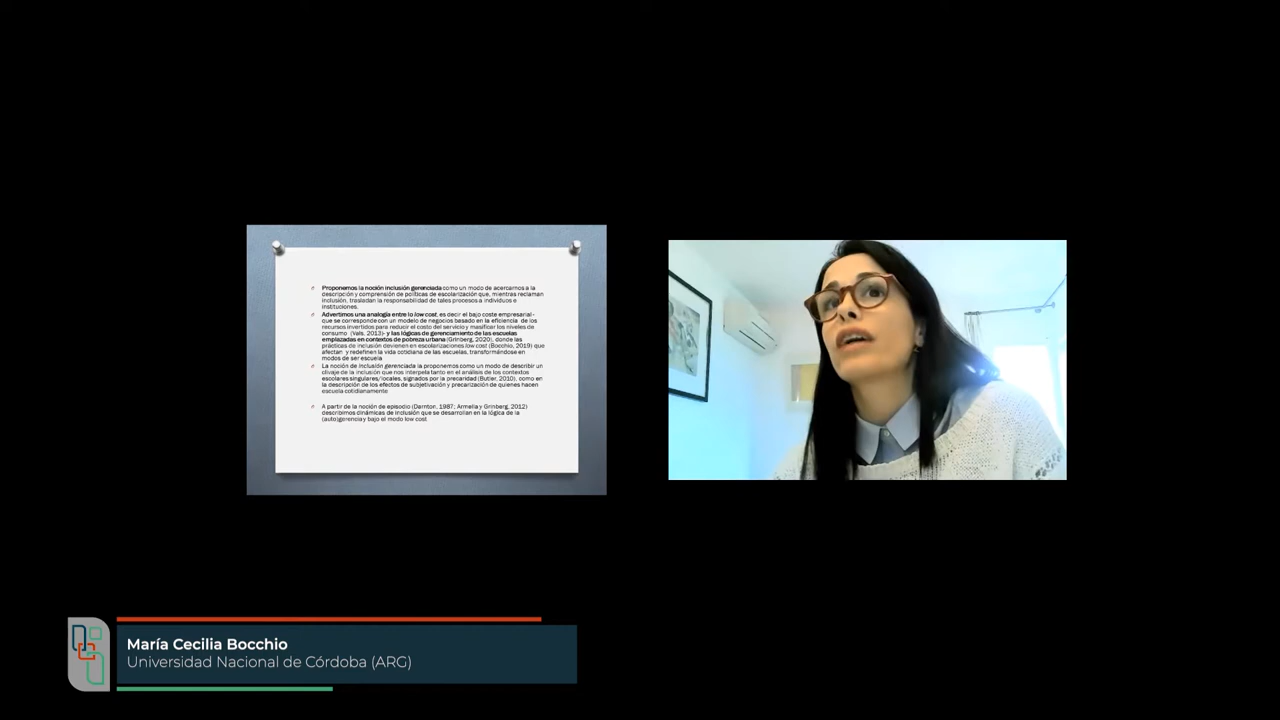 Proponemos la noción inclusión gerenciada como un modo de acercarnos a la
descripción y comprensión de políticas de escolarización que, mientras reclaman
inclusión, trasladan la responsabilidad de tales procesos a individuos e
instituciones.
Advertimos una analogía entre lo low cost, es decir el bajo coste empresarial-
que se corresponde con un modelo de negocios basado en la eficiencia de los
recursos invertidos para reducir el costo del servicio y masificar los niveles de
consumo (Vals, 2013)- y las lógicas de gerenciamiento de las escuelas
emplazadas en contextos de pobreza urbana (Grinberg, 2020), donde las
prácticas de inclusión devienen en escolarizaciones low cost (Bocchio, 2019) que
afectan y redefinen la vida cotidiana de las escuelas, transformándose en
modos de ser escuela
La noción de inclusión gerenciada la proponemos como un modo de describir un
clivaje de la inclusión que nos interpela tanto en el análisis de los contextos
escolares singulares/locales, signados por la precaridad (Butler, 2010), como en
la descripción de los efectos de subjetivación y precarización de quienes hacen
escuela cotidianamente
A partir de la noción de episodio (Darnton, 1987; Armella y Grinberg, 2012)
describimos dinámicas de inclusión que se desarrollan en la lógica de la
(auto)gerencia y bajo el modo low cost.
María Cecilia Bocchio
Universidad Nacional de Córdoba (ARG)